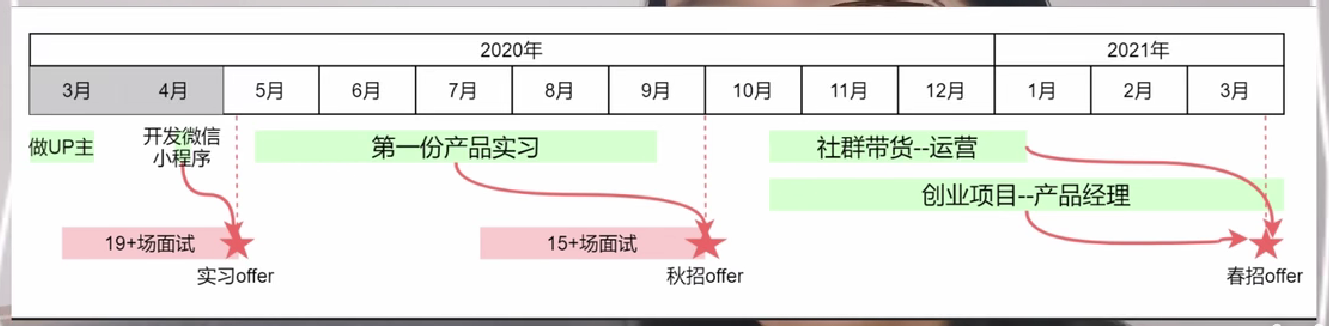 2020年
2021年
3月
4月
5月
6月
7月
8月
9月
10月
11月
12月
1月
2月
3月
做UP主
开发微信
小程序
第一份产品实习
社群带货--运营
创业项目--产品经理
19+场面试
15+场面试
实习offer
秋招offer
春招offer